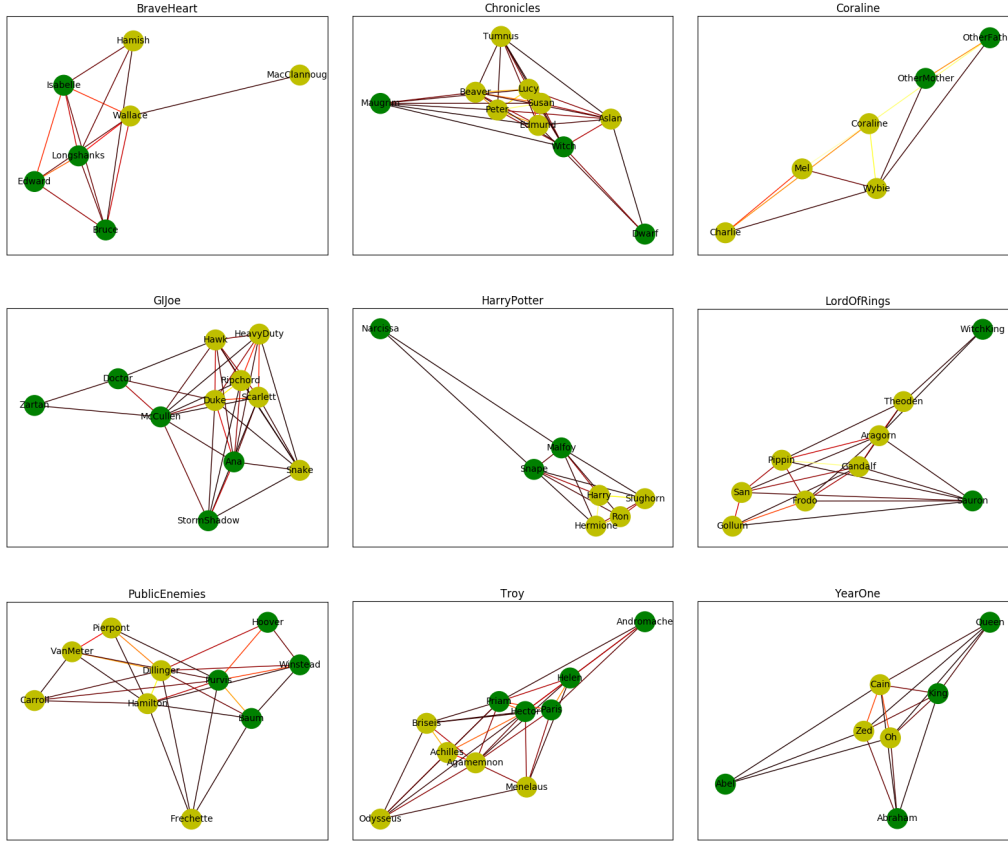 BraveHeart
Hamish
MacClannoug
Isabelle
Wallace
Longshanks
Edward
Bruce
Chronicles
Tumnus
Beaver
Lucy
Maugrim
Susan
Peter
Edmund
Aslan
Witch
Dwarf
Coraline
OtherFath
OtherMother
Coraline
Mel
Wybie
Charlie
GIJoe
HeavyDuty
Hawk
Doctor
Ripchord
Scarlett
Duke
Zartan
McCullen
Ana
Snake
StormShadow
HarryPotter
Narcissa
Malfoy
Snape
Harry
Slughorn
Ron
Hermione
LordOfRings
WitchKing
Theoden
Aragorn
Pippin
Gandalf
San
Frodo
Sauron
Gollum
PublicEnemies
Pierpont
Hoover
VanMeter
Dillinger
Winstead
Purvis
Carroll
Hamilton
Baum
Frechette
Troy
Andromache
Helen
Priam
Hector
Paris
Briseis
Achilles
Agamemnon
Menelaus
Odysseus
YearOne
Queen
Cain
King
Zed
Oh
Abel
Abraham